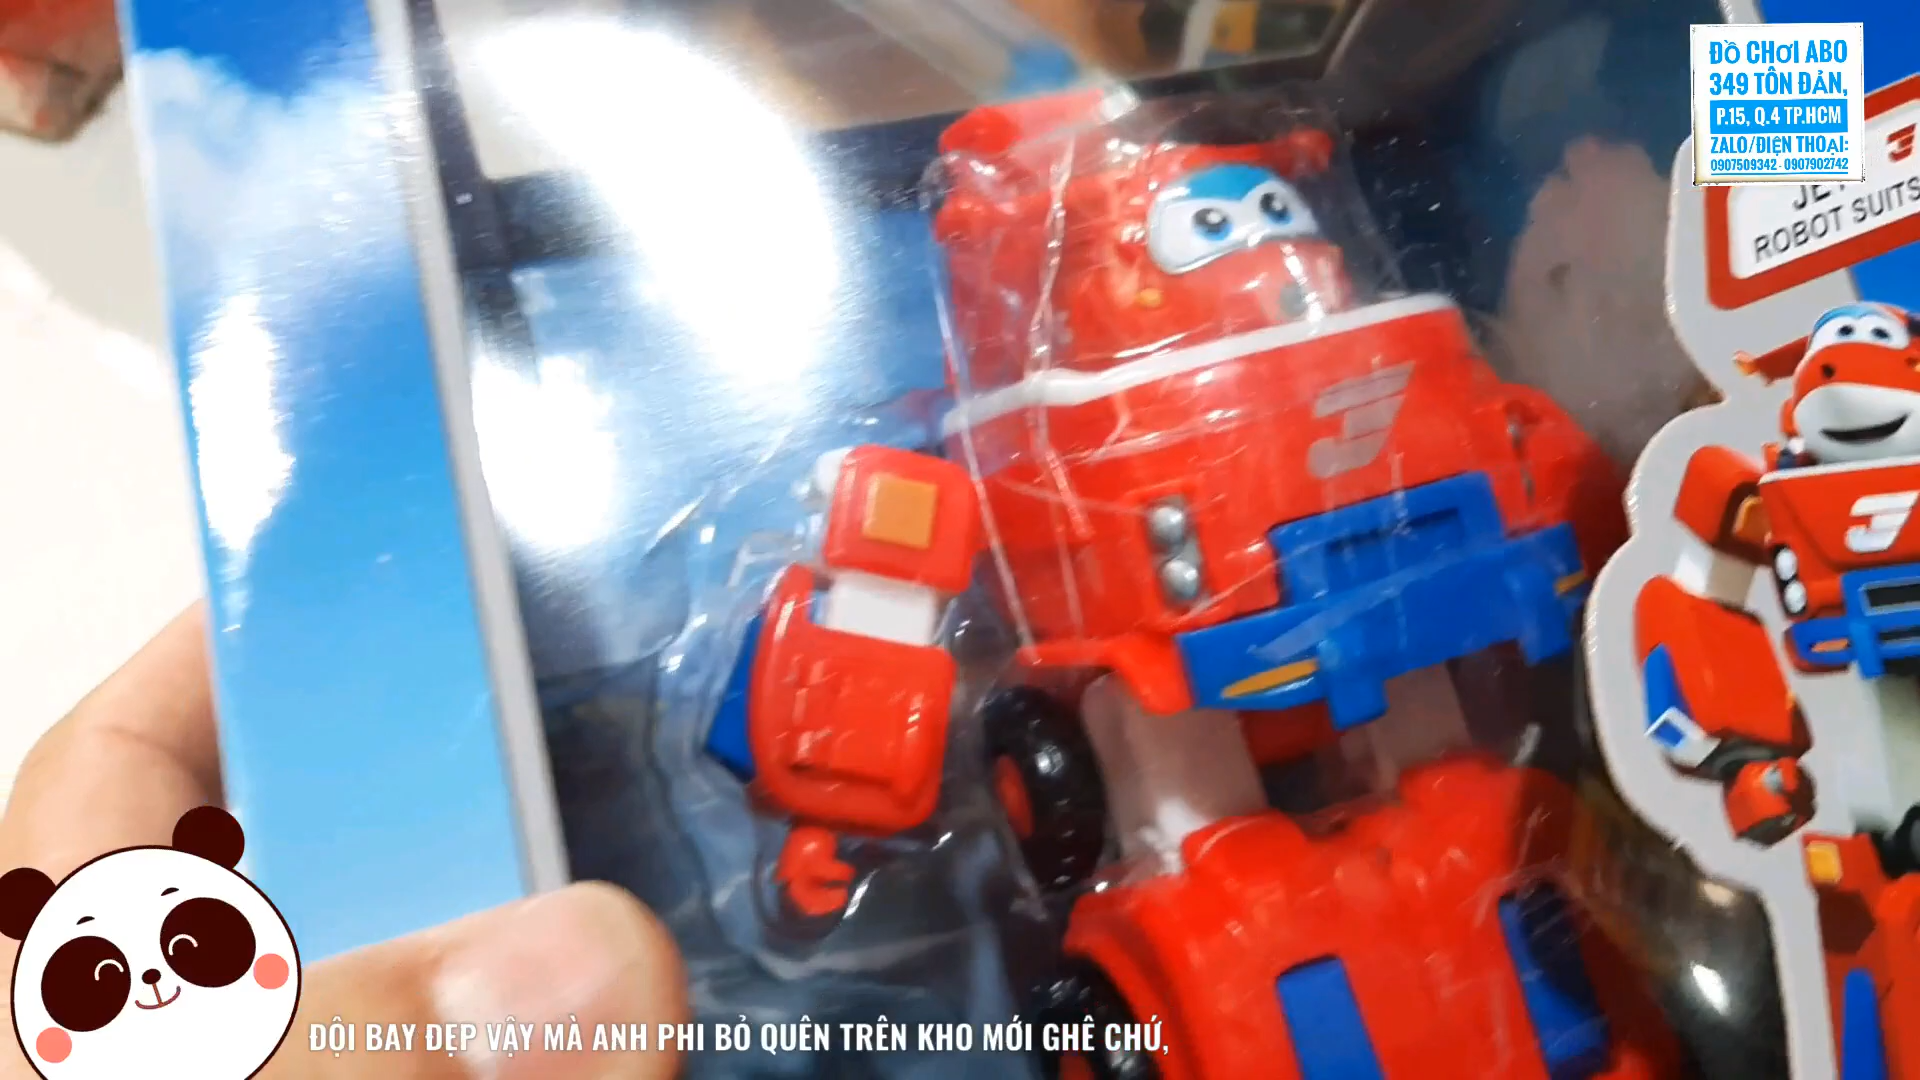 ĐỒ CHƠI ABO
349 TÔN ĐẢN,
P.15, Q.4 TP.HCM
ZALO/ĐIỆN THOẠI:
0907509342 - 0907902742
ROBOT SUITS
ĐỘI BAY ĐẸP VẬY MÀ ANH PHI BỎ QUÊN TRÊN KHO MỚI GHÊ CHỨ,